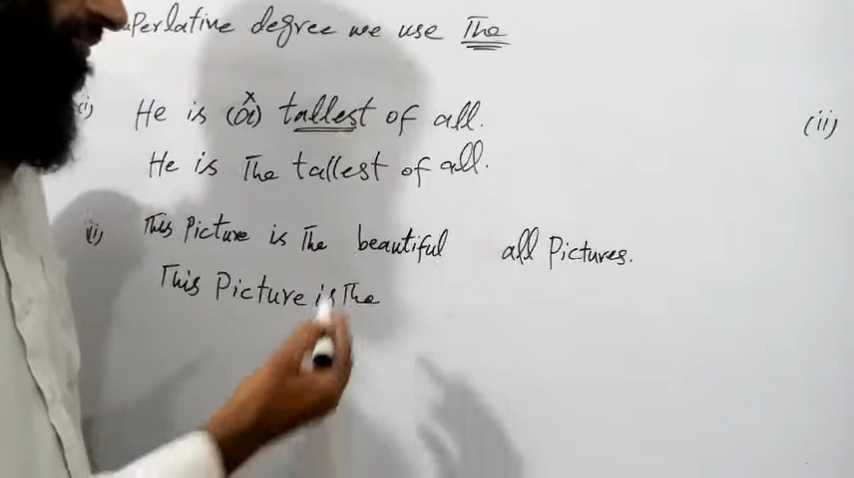 uperlative degree we use The
(i) He is (a) tallest of all.
He is The tallest of all.
ii) This Picture is The beautiful all Pictures.
This Picture is The
(ii)